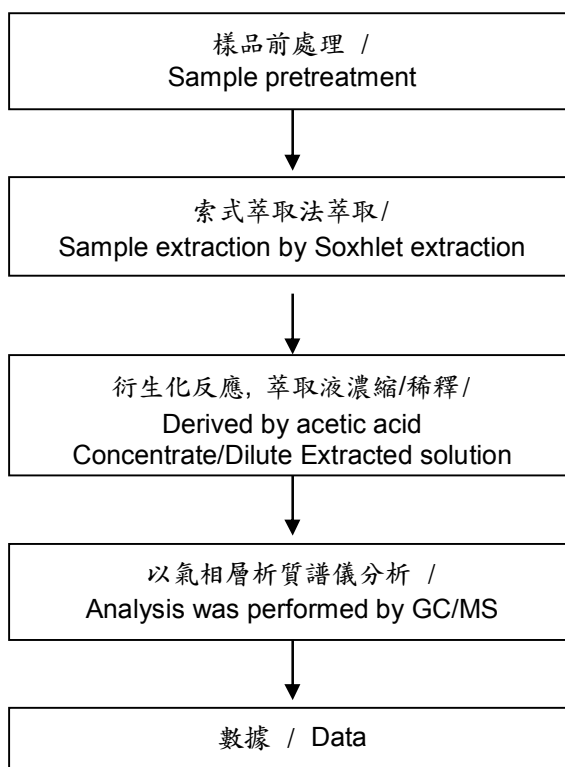 樣品前處理 /
Sample pretreatment
索式萃取法萃取/
Sample extraction by Soxhlet extraction
衍生化反應, 萃取液濃縮/稀釋/
Derived by acetic acid
Concentrate/Dilute Extracted solution
以氣相層析質譜儀分析 /
Analysis was performed by GC/MS
數據 / Data